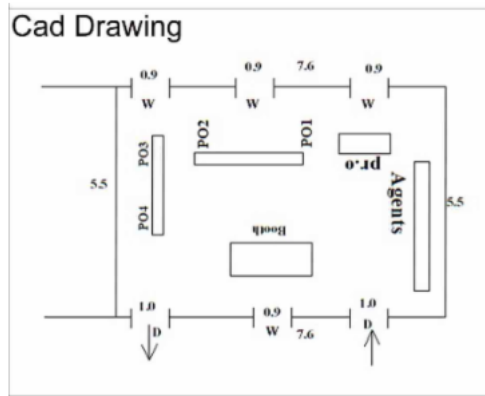 Cad Drawing
0.9
0.9
7.6
0.9
W
W
W
PO3
PO2
PO1
pr.o
Agents
5.5
5.5
PO4
Booth
1.0
0.9
1.0
D
W
7.6
D